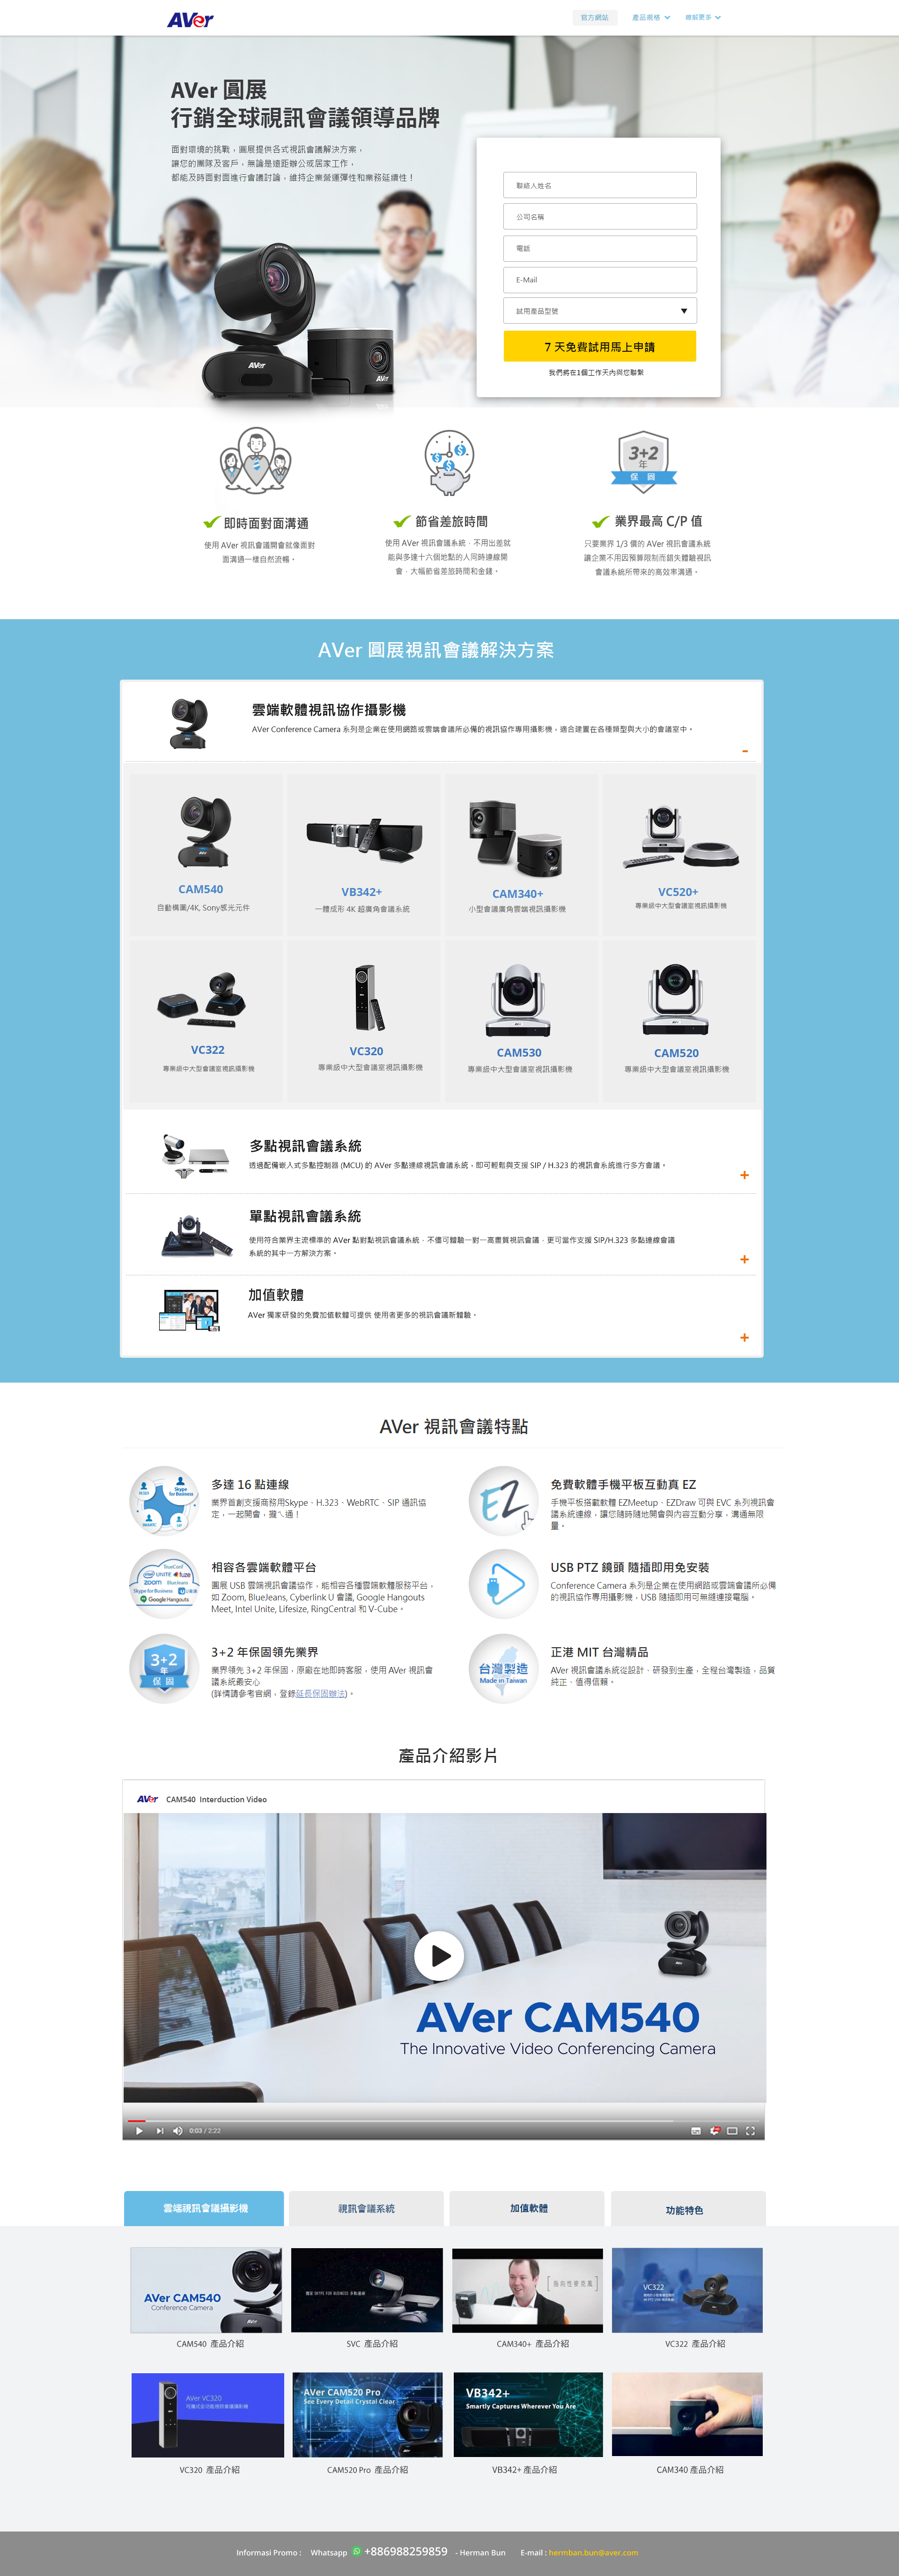 AVer
官方網站
產品規格
瞭解更多
AVer 圓展
行銷全球視訊會議領導品牌
面對環境的挑戰，圓展提供各式視訊會議解決方案，
讓您的團隊及客戶，無論是遠距辦公或居家工作，
都能及時面對面進行會議討論，維持企業營運彈性和業務延續性！
聯絡人姓名
公司名稱
電話
E-Mail
試用產品型號
7 天免費試用馬上申請
我們將在1個工作天內與您聯繫
3+2
年
保 固
即時面對面溝通
使用 AVer 視訊會議開會就像面對
面溝通一樣自然流暢。
節省差旅時間
使用 AVer 視訊會議系統，不用出差就
能與多達十六個地點的人同時連線開
會，大幅節省差旅時間和金錢。
業界最高 C/P 值
只要業界 1/3 價的 AVer 視訊會議系統
讓企業不用因預算限制而錯失體驗視訊
會議系統所帶來的高效率溝通。
AVer 圓展視訊會議解決方案
雲端軟體視訊協作攝影機
AVer Conference Camera 系列是企業在使用網路或雲端會議所必備的視訊協作專用攝影機，適合建置在各種類型與大小的會議室中。
CAM540
自動構圖/4K, Sony感光元件
VB342+
一體成形 4K 超廣角會議系統
CAM340+
小型會議廣角雲端視訊攝影機
VC520+
專業級中大型會議室視訊攝影機
VC322
專業級中大型會議室視訊攝影機
VC320
專業級中大型會議室視訊攝影機
CAM530
專業級中大型會議室視訊攝影機
CAM520
專業級中大型會議室視訊攝影機
多點視訊會議系統
透過配備嵌入式多點控制器 (MCU) 的 AVer 多點連線視訊會議系統，即可輕鬆與支援 SIP / H.323 的視訊會系統進行多方會議。
單點視訊會議系統
使用符合業界主流標準的 AVer 點對點視訊會議系統，不僅可體驗一對一高畫質視訊會議，更可當作支援 SIP/H.323 多點連線會議
系統的其中一方解決方案。
加值軟體
AVer 獨家研發的免費加值軟體可提供 使用者更多的視訊會議新體驗。
AVer 視訊會議特點
Skype
for Business
多達 16 點連線
業界首創支援商務用Skype、H.323、WebRTC、SIP 通訊協
定，一起開會，攏ㄟ通！
EZ
免費軟體手機平板互動真 EZ
手機平板搭載軟體 EZMeetup、EZDraw 可與 EVC 系列視訊會
議系統連線，讓您隨時隨地開會與內容互動分享，溝通無限
量。
TrueConf
UNITE fuze
zoom BlueJeans
Skype for Business U會議
Google Hangouts
相容各雲端軟體平台
圓展 USB 雲端視訊會議協作，能相容各種雲端軟體服務平台，
如 Zoom, BlueJeans, Cyberlink U 會議, Google Hangouts
Meet, Intel Unite, Lifesize, RingCentral 和 V-Cube。
USB PTZ 鏡頭 隨插即用免安裝
Conference Camera 系列是企業在使用網路或雲端會議所必備
的視訊協作專用攝影機，USB 隨插即用可無縫連接電腦。
3+2
年
保 固
3+2 年保固領先業界
業界領先 3+2 年保固，原廠在地即時客服，使用 AVer 視訊會
議系統最安心
(詳情請參考官網，登錄延長保固辦法)。
台灣製造
Made in Taiwan
正港 MIT 台灣精品
AVer 視訊會議系統從設計、研發到生產，全程台灣製造，品質
純正、值得信賴。
產品介紹影片
AVer CAM540 Interduction Video
AVer CAM540
The Innovative Video Conferencing Camera
0:03 / 2:22
雲端視訊會議攝影機
視訊會議系統
加值軟體
功能特色
AVer CAM540
Conference Camera
CAM540 產品介紹
SVC 產品介紹
指向性麥克風
CAM340+ 產品介紹
VC322
VC322 產品介紹
AVer VC320
VC320 產品介紹
AVer CAM520 Pro
See Every Detail Crystal Clear
CAM520 Pro 產品介紹
VB342+
Smartly Captures Wherever You Are
VB342+ 產品介紹
CAM340 產品介紹
Informasi Promo : Whatsapp +886988259859 - Herman Bun E-mail : hermban.bun@aver.com